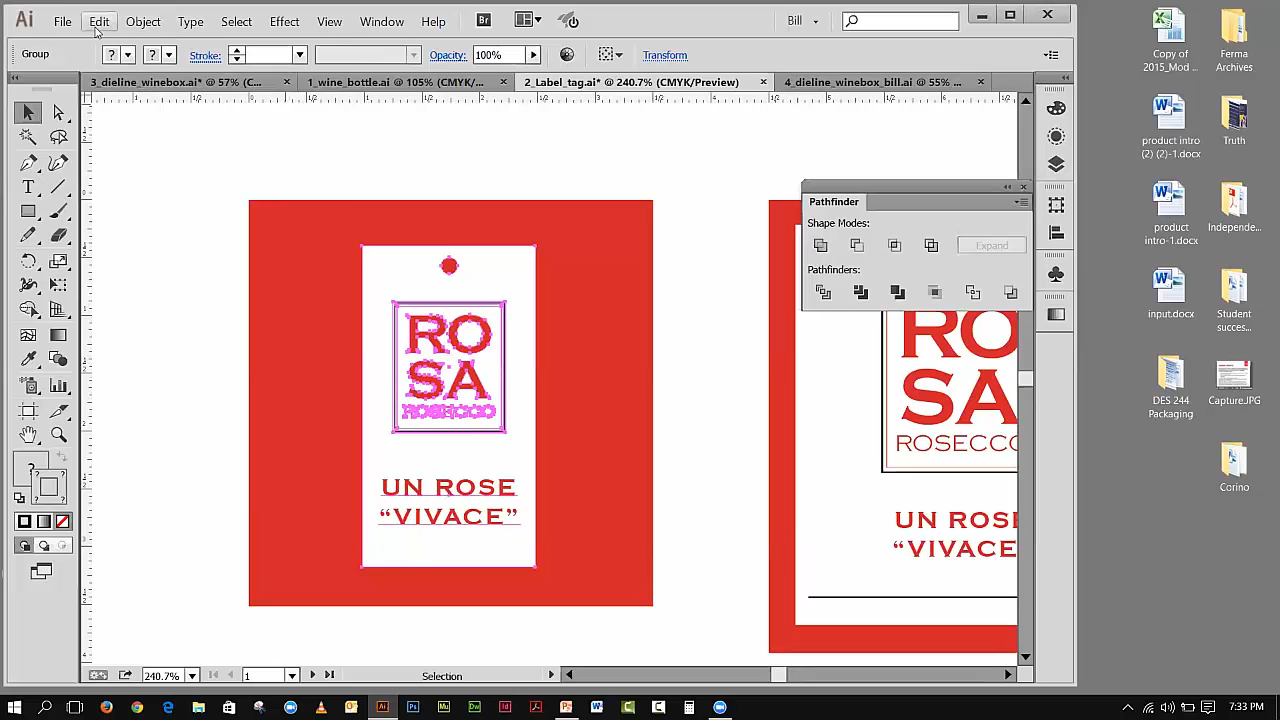 Ai File Edit Object Type Select Effect View Window Help Br Bill
Group ? ? Stroke: Opacity: 100% Transform
3_dieline_winebox.ai* @ 57% (C... 1_wine_bottle.ai @ 105% (CMYK/... 2_Label_tag.ai* @ 240.7% (CMYK/Preview) 4_dieline_winebox_bill.ai @ 55% ...
Pathfinder
Shape Modes:
Expand
Pathfinders:
RO
SA
ROSECCO
UN ROSE
“VIVACE”
RO
SA
ROSECCO
UN ROSE
“VIVACE
240.7% 1 Selection
Copy of
2015_Mod ...
Ferma
Archives
product intro
(2) (2)-1.docx
Truth
product
intro-1.docx
Independe...
input.docx
Student
succes...
DES 244
Packaging
Capture.JPG
Corino
7:33 PM